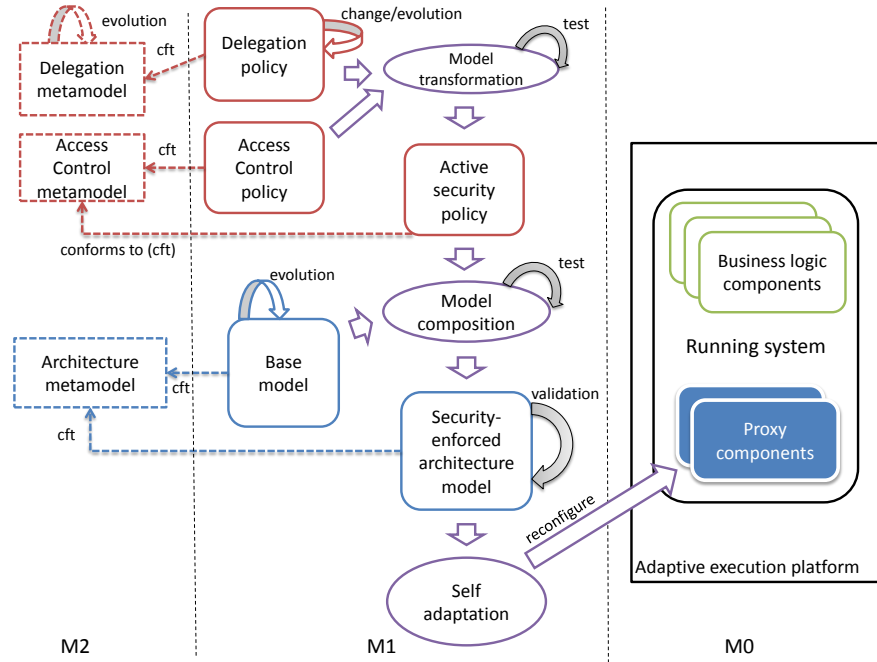 evolution
change/evolution
test
cft
Delegation
metamodel
Delegation
policy
Model
transformation
Access
Control
metamodel
cft
Access
Control
policy
Active
security
policy
conforms to (cft)
Business logic
components
evolution
test
Model
composition
Running system
Architecture
metamodel
cft
Base
model
validation
cft
Security-
enforced
architecture
model
Proxy
components
reconfigure
Self
adaptation
Adaptive execution platform
M2
M1
M0